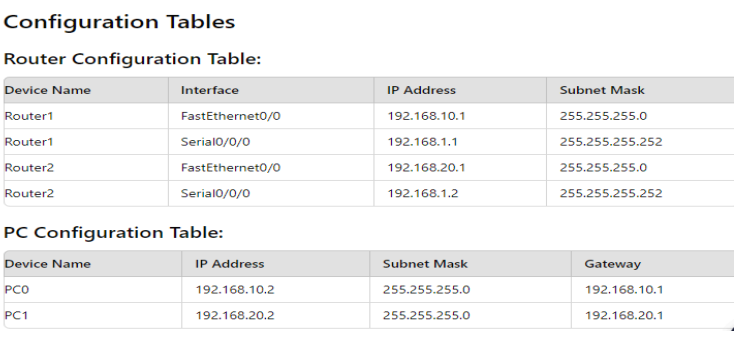 Configuration Tables
Router Configuration Table:
Device Name Interface IP Address Subnet Mask
Router1 FastEthernet0/0 192.168.10.1 255.255.255.0
Router1 Serial0/0/0 192.168.1.1 255.255.255.252
Router2 FastEthernet0/0 192.168.20.1 255.255.255.0
Router2 Serial0/0/0 192.168.1.2 255.255.255.252
PC Configuration Table:
Device Name IP Address Subnet Mask Gateway
PC0 192.168.10.2 255.255.255.0 192.168.10.1
PC1 192.168.20.2 255.255.255.0 192.168.20.1